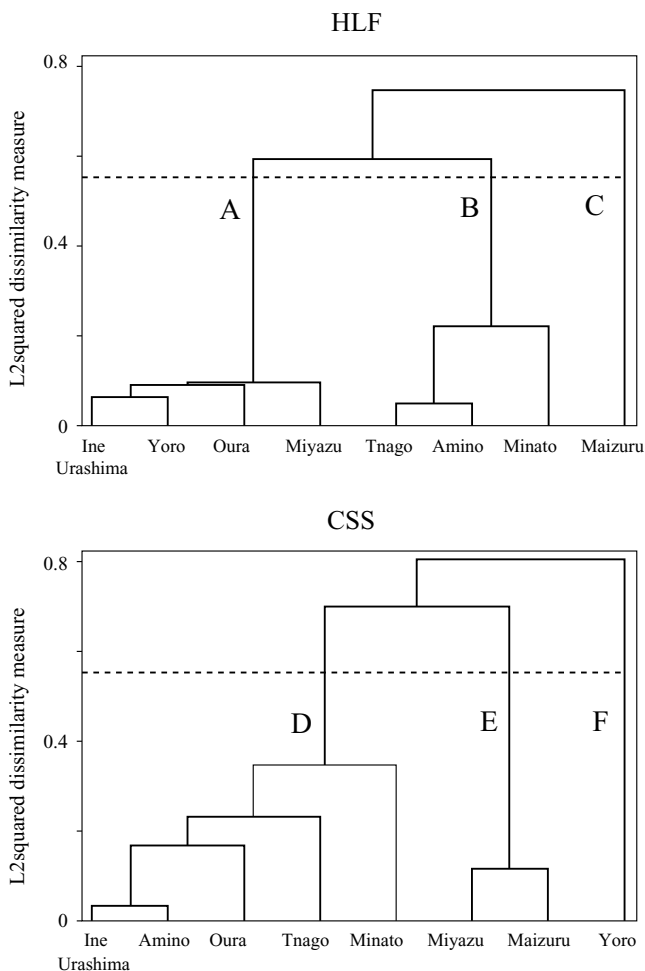 HLF
0.8
0.4
0
L2squared dissimilarity measure
A B C
Ine Yoro Oura Miyazu Tnago Amino Minato Maizuru
Urashima
CSS
0.8
0.4
0
L2squared dissimilarity measure
D E F
Ine Amino Oura Tnago Minato Miyazu Maizuru Yoro
Urashima